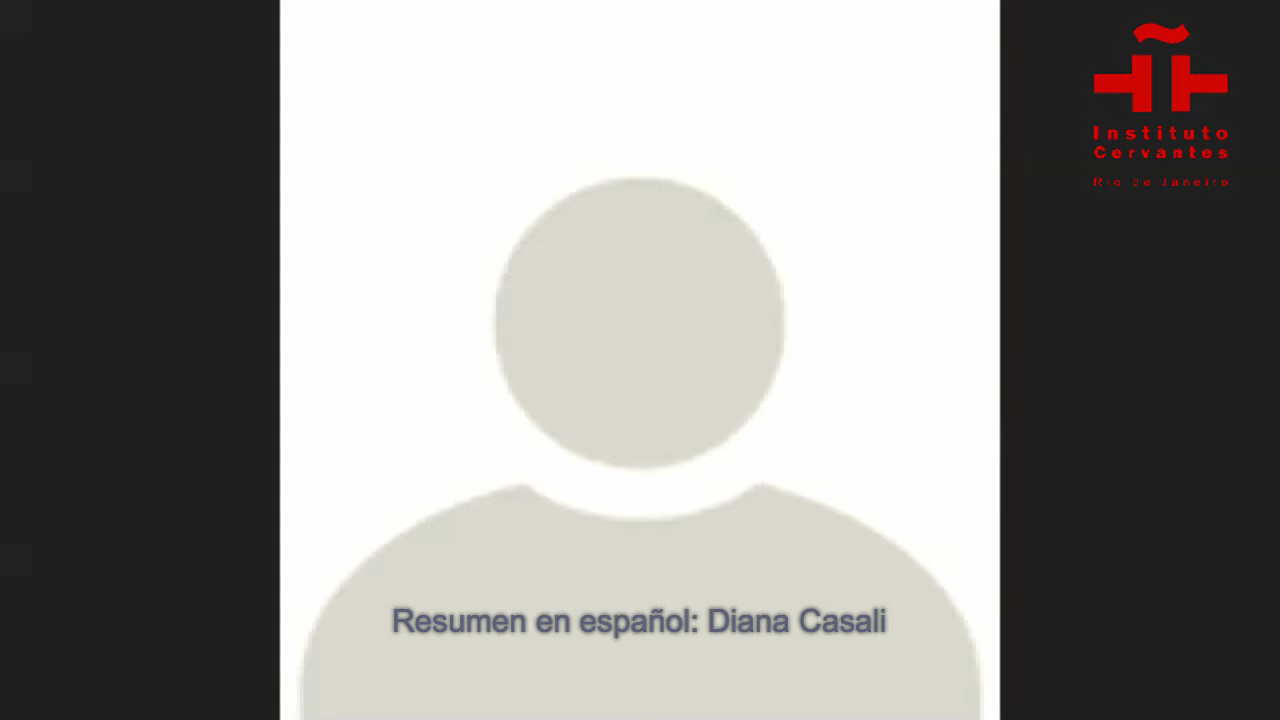 Instituto
Cervantes
Río de Janeiro
Resumen en español: Diana Casali